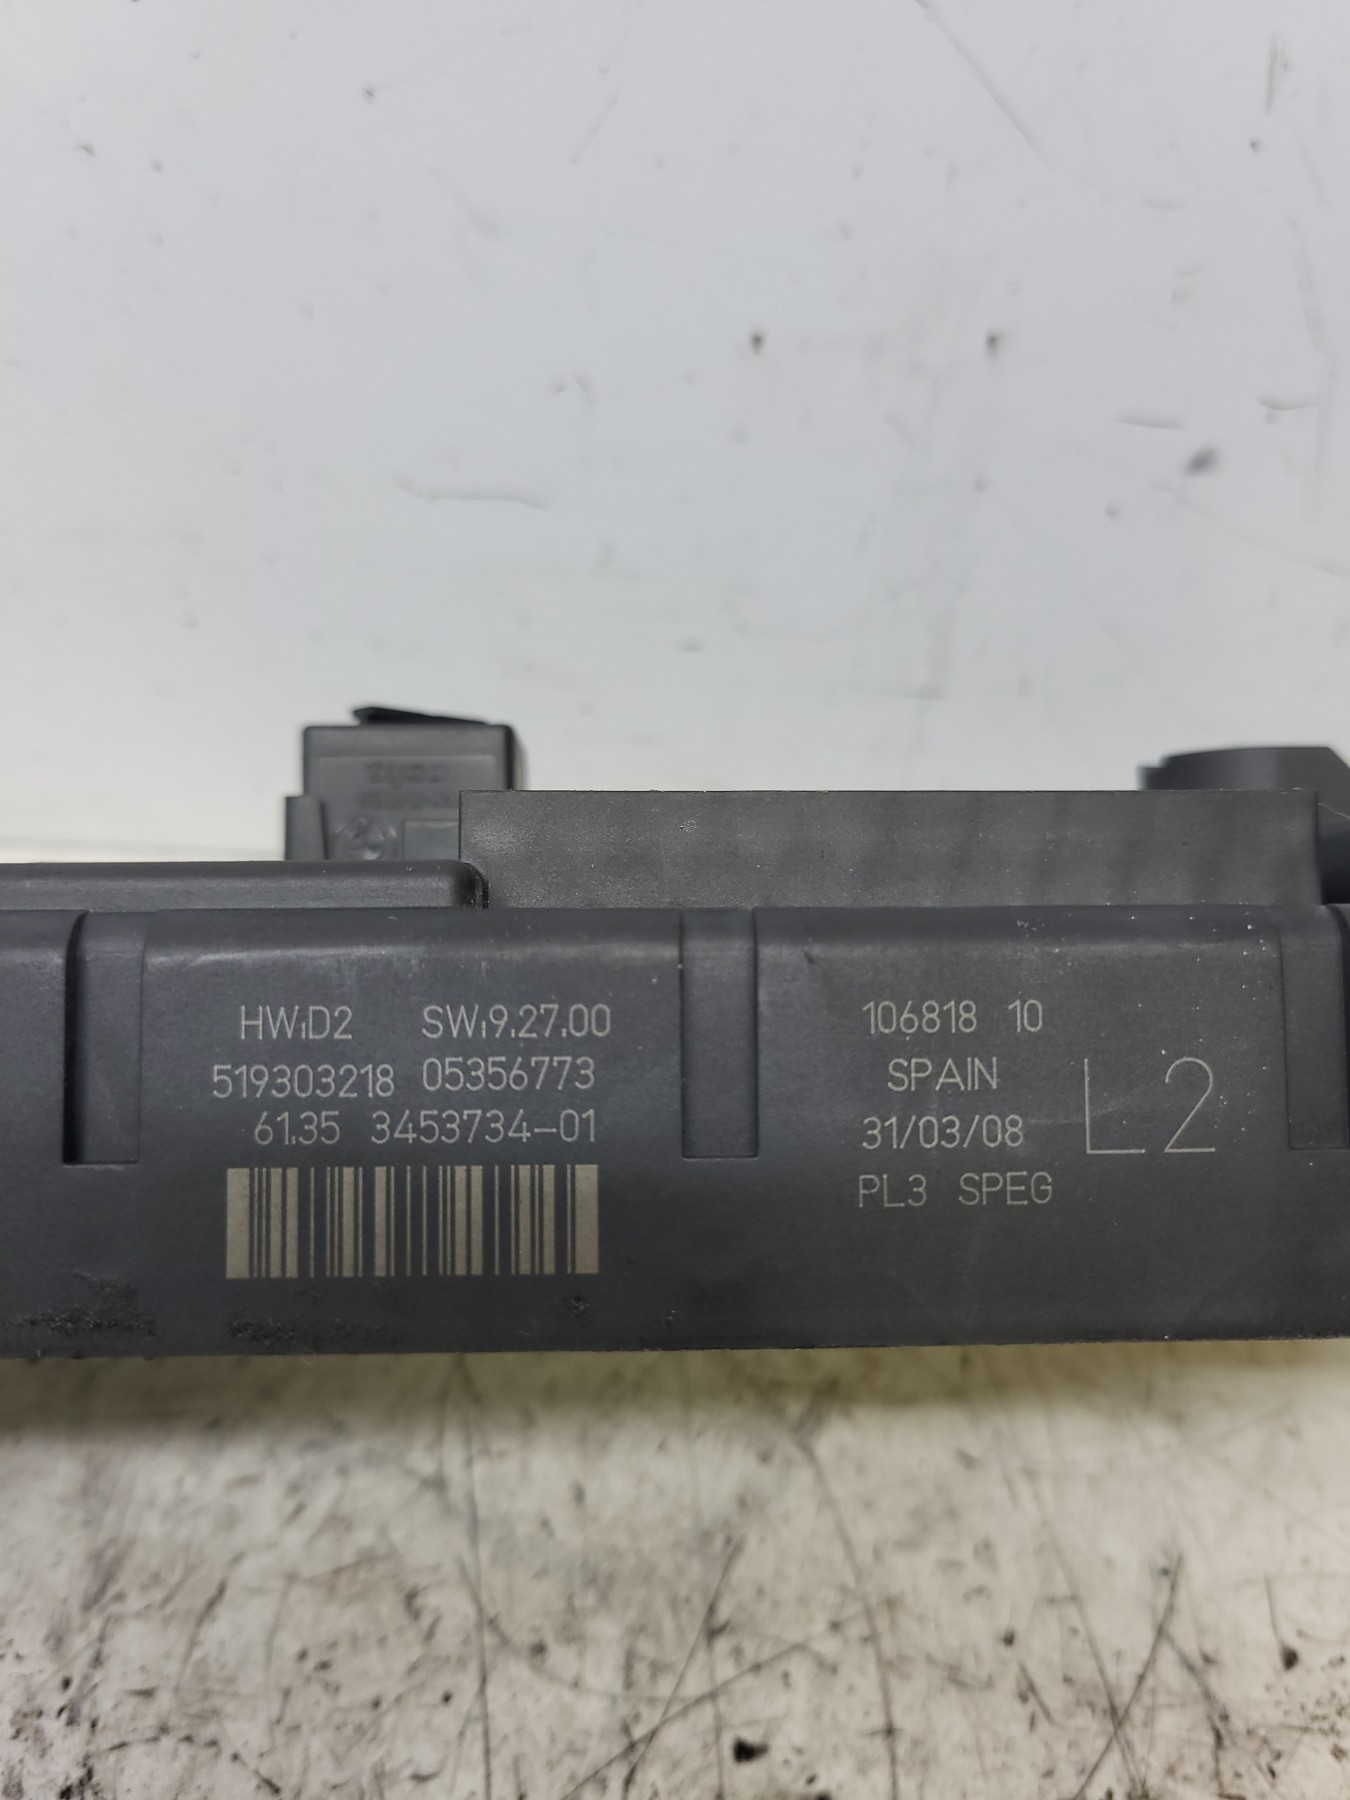 HW:D2 SW:9.27.00
519303218 05356773
61.35 3453734-01
106818 10
SPAIN
31/03/08
L2
PL3 SPEG